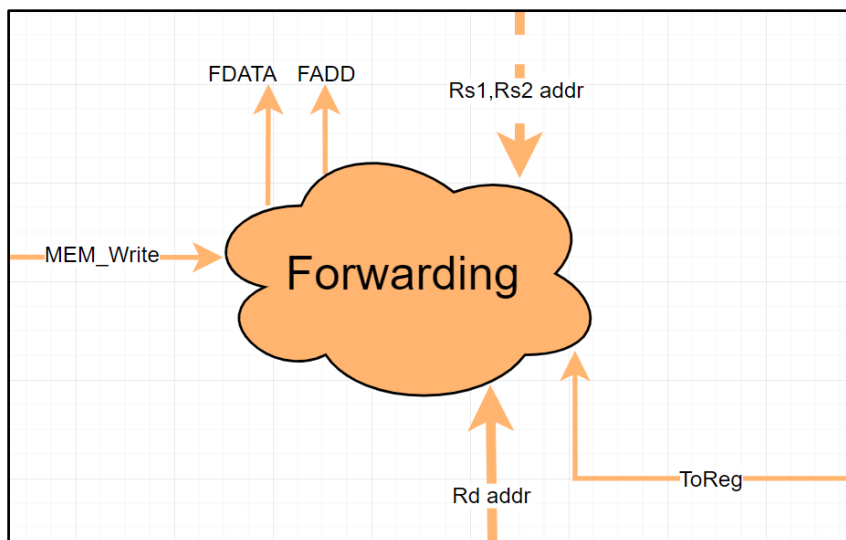 FDATA FADD
Rs1,Rs2 addr
MEM_Write
Forwarding
ToReg
Rd addr